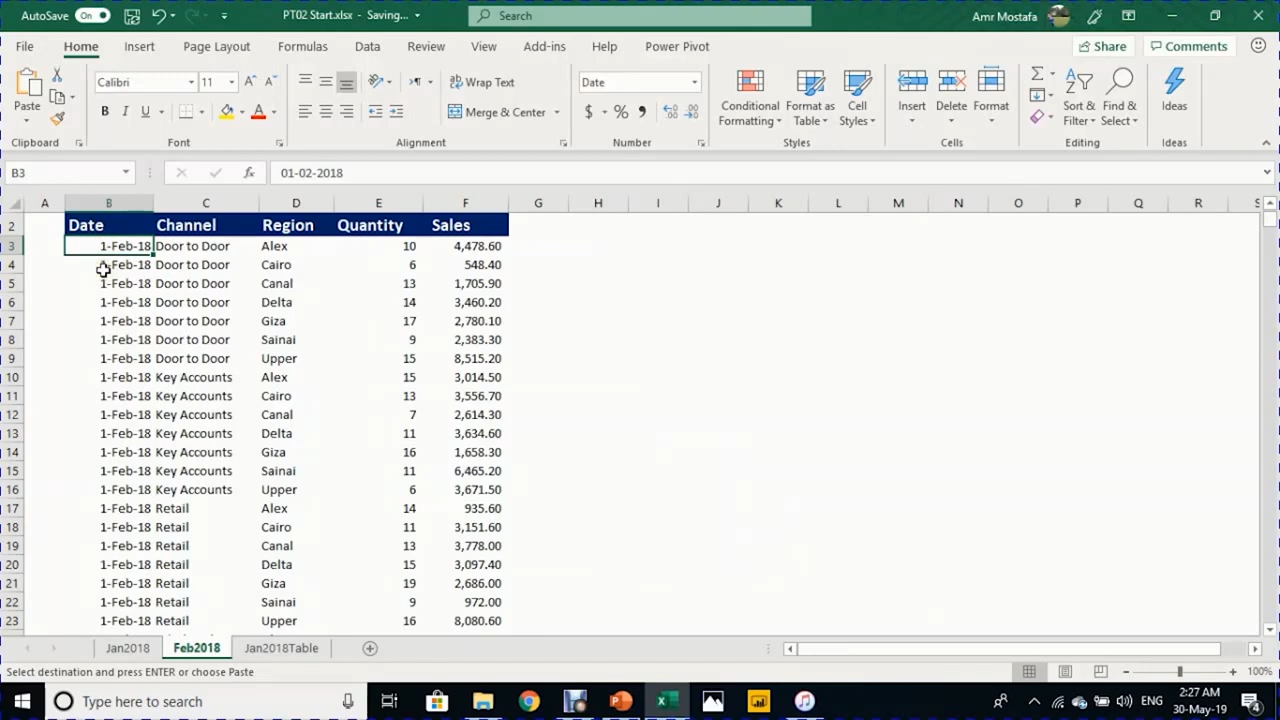 AutoSave On PT02 Start.xlsx - Saving... Search Amr Mostafa
File Home Insert Page Layout Formulas Data Review View Add-ins Help Power Pivot Share Comments
Paste Calibri 11 Wrap Text Date Conditional Formatting Format as Table Cell Styles Insert Delete Format Sort & Filter Find & Select Ideas
B I U Merge & Center $ % ,
Clipboard Font Alignment Number Styles Cells Editing Ideas
B3 fx 01-02-2018
A B C D E F G H I J K L M N O P Q R S
2 Date Channel Region Quantity Sales
3 1-Feb-18 Door to Door Alex 10 4,478.60
4 1-Feb-18 Door to Door Cairo 6 548.40
5 1-Feb-18 Door to Door Canal 13 1,705.90
6 1-Feb-18 Door to Door Delta 14 3,460.20
7 1-Feb-18 Door to Door Giza 17 2,780.10
8 1-Feb-18 Door to Door Sainai 9 2,383.30
9 1-Feb-18 Door to Door Upper 15 8,515.20
10 1-Feb-18 Key Accounts Alex 15 3,014.50
11 1-Feb-18 Key Accounts Cairo 13 3,556.70
12 1-Feb-18 Key Accounts Canal 7 2,614.30
13 1-Feb-18 Key Accounts Delta 11 3,634.60
14 1-Feb-18 Key Accounts Giza 16 1,658.30
15 1-Feb-18 Key Accounts Sainai 11 6,465.20
16 1-Feb-18 Key Accounts Upper 6 3,671.50
17 1-Feb-18 Retail Alex 14 935.60
18 1-Feb-18 Retail Cairo 11 3,151.60
19 1-Feb-18 Retail Canal 13 3,778.00
20 1-Feb-18 Retail Delta 15 3,097.40
21 1-Feb-18 Retail Giza 19 2,686.00
22 1-Feb-18 Retail Sainai 9 972.00
23 1-Feb-18 Retail Upper 16 8,080.60
Jan2018 Feb2018 Jan2018Table
Select destination and press ENTER or choose Paste 100%
Type here to search ENG 2:27 AM
30-May-19